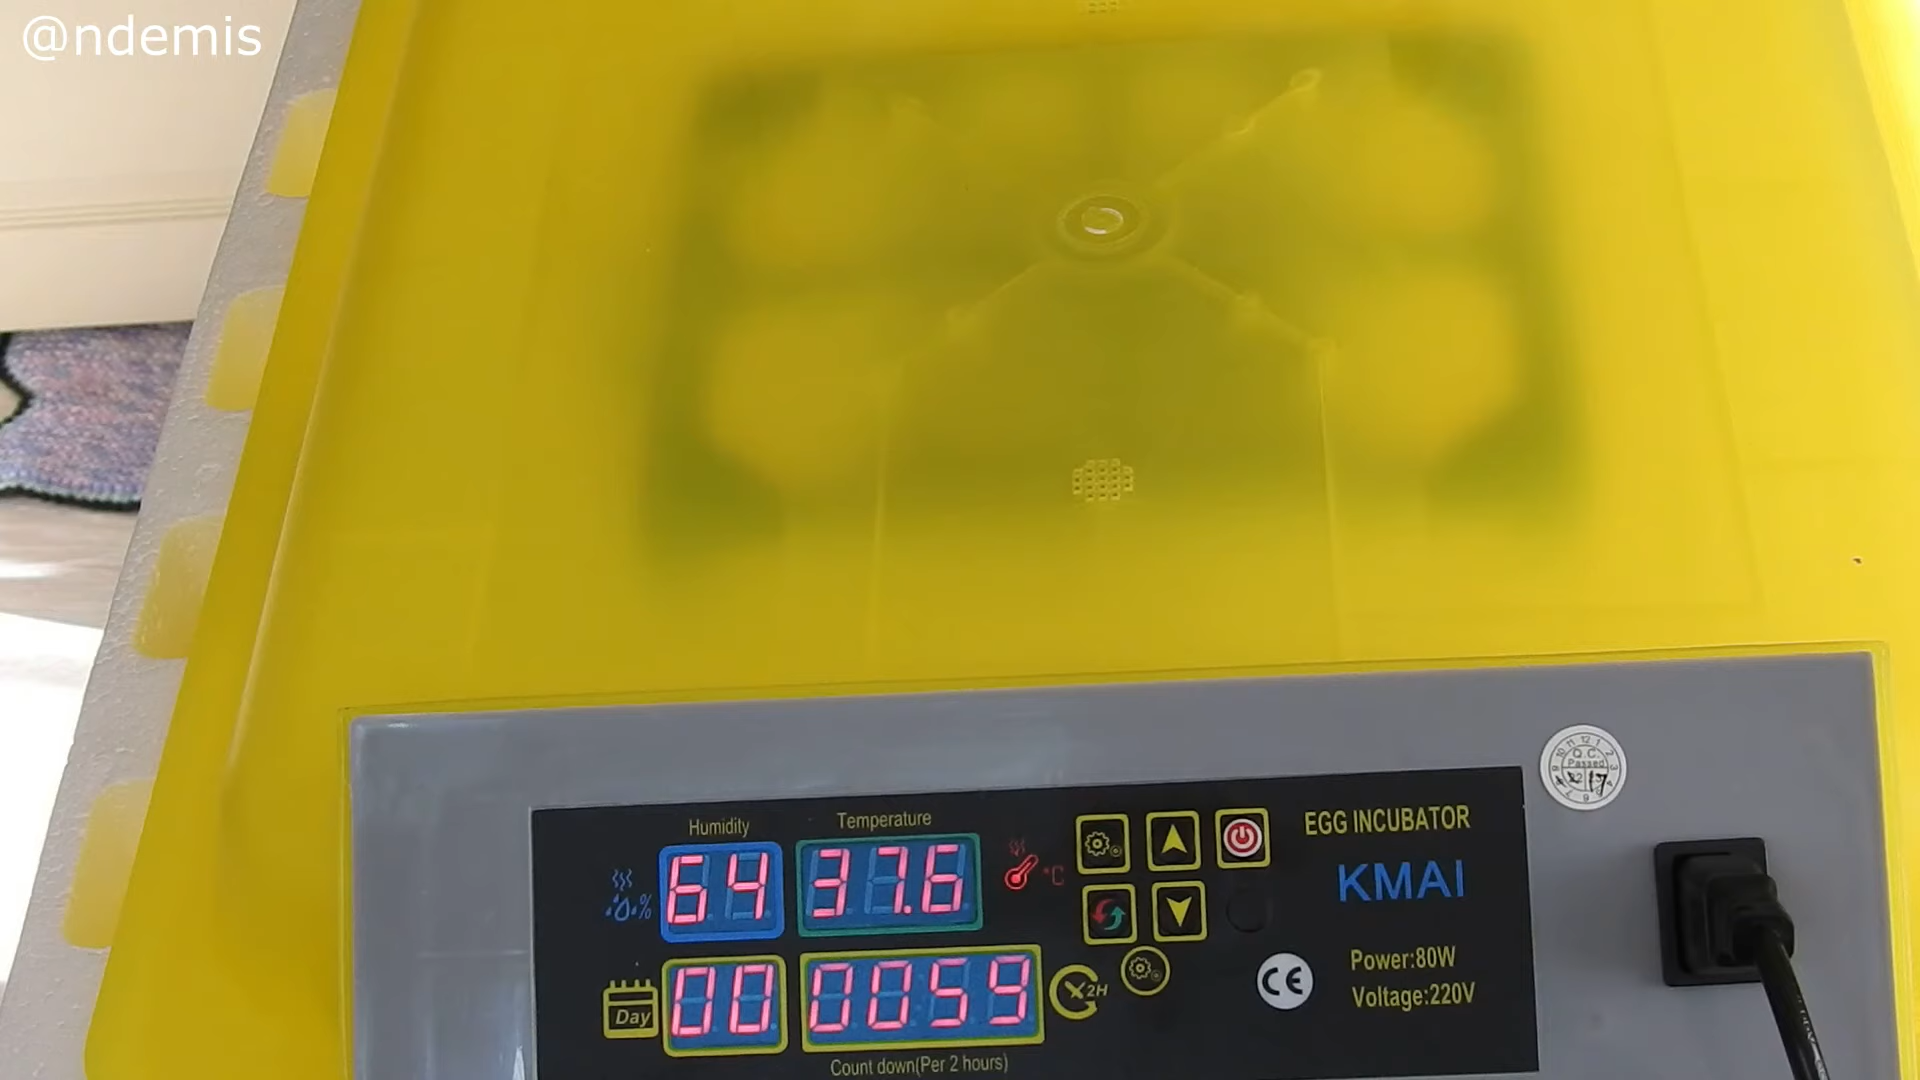 @ndemis
Q.C.
Passed
Humidity
Temperature
EGG INCUBATOR
%
64
37.6
°C
KMAI
Day
00
0059
2H
CE
Power:80W
Voltage:220V
Count down(Per 2 hours)